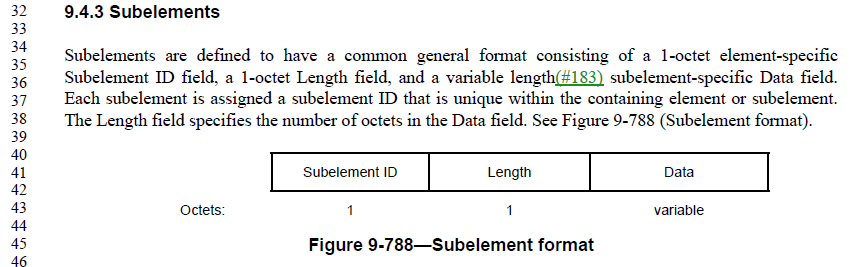 32 9.4.3 Subelements
33
34
35 Subelements are defined to have a common general format consisting of a 1-octet element-specific
36 Subelement ID field, a 1-octet Length field, and a variable length(#183) subelement-specific Data field.
37 Each subelement is assigned a subelement ID that is unique within the containing element or subelement.
38 The Length field specifies the number of octets in the Data field. See Figure 9-788 (Subelement format).
39
40
41 Subelement ID Length Data
42
43 Octets: 1 1 variable
44
45 Figure 9-788—Subelement format
46